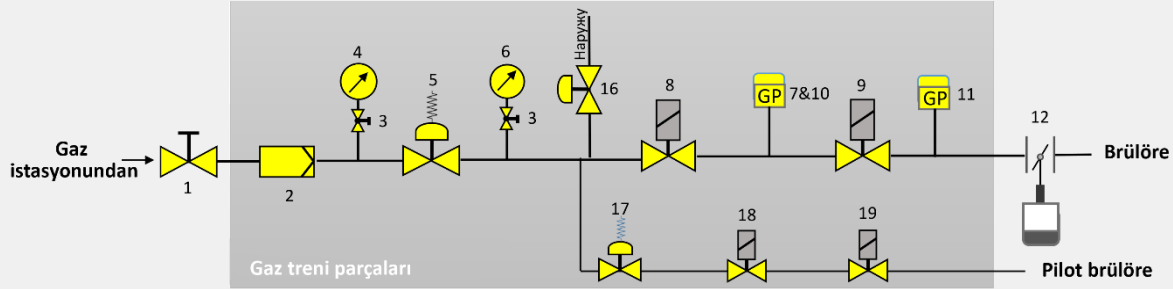 Gaz
istasyonundan
1
2
4
3
5
6
3
Наружу
16
8
GP
7&10
9
GP
11
12
Brülöre
17
18
19
Pilot brülöre
Gaz treni parçaları